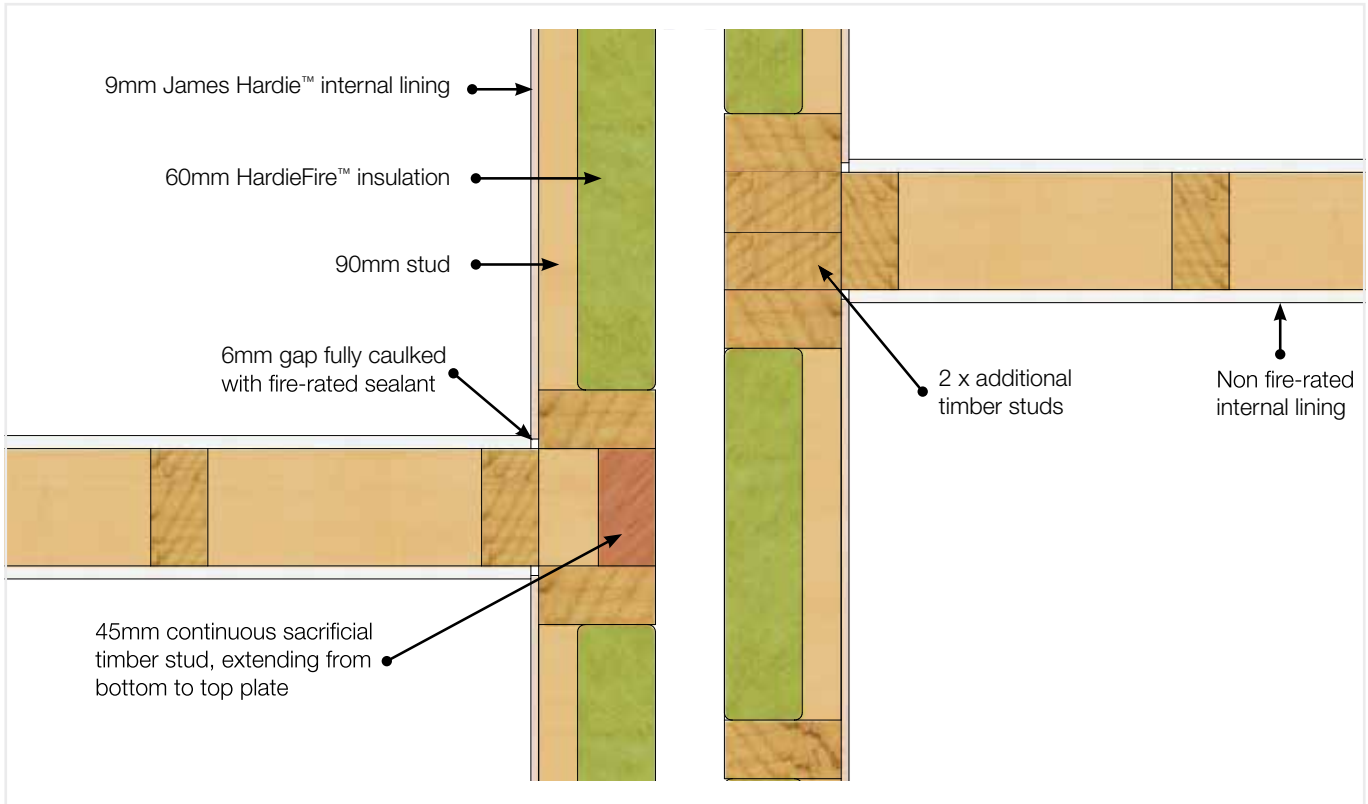 9mm James Hardie™ internal lining
60mm HardieFire™ insulation
90mm stud
6mm gap fully caulked
with fire-rated sealant
45mm continuous sacrificial
timber stud, extending from
bottom to top plate
2 x additional
timber studs
Non fire-rated
internal lining